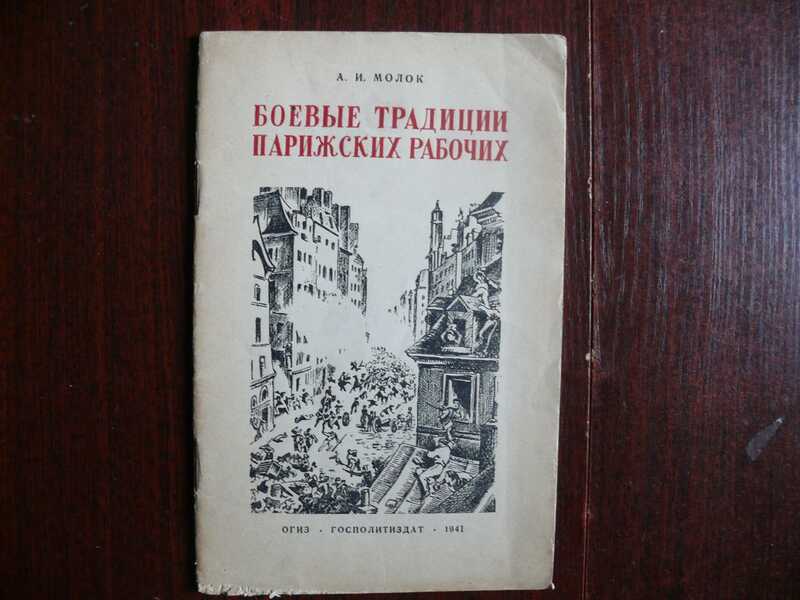 А. И. МОЛОК
БОЕВЫЕ ТРАДИЦИИ
ПАРИЖСКИХ РАБОЧИХ
ОГИЗ · ГОСПОЛИТИЗДАТ · 1941